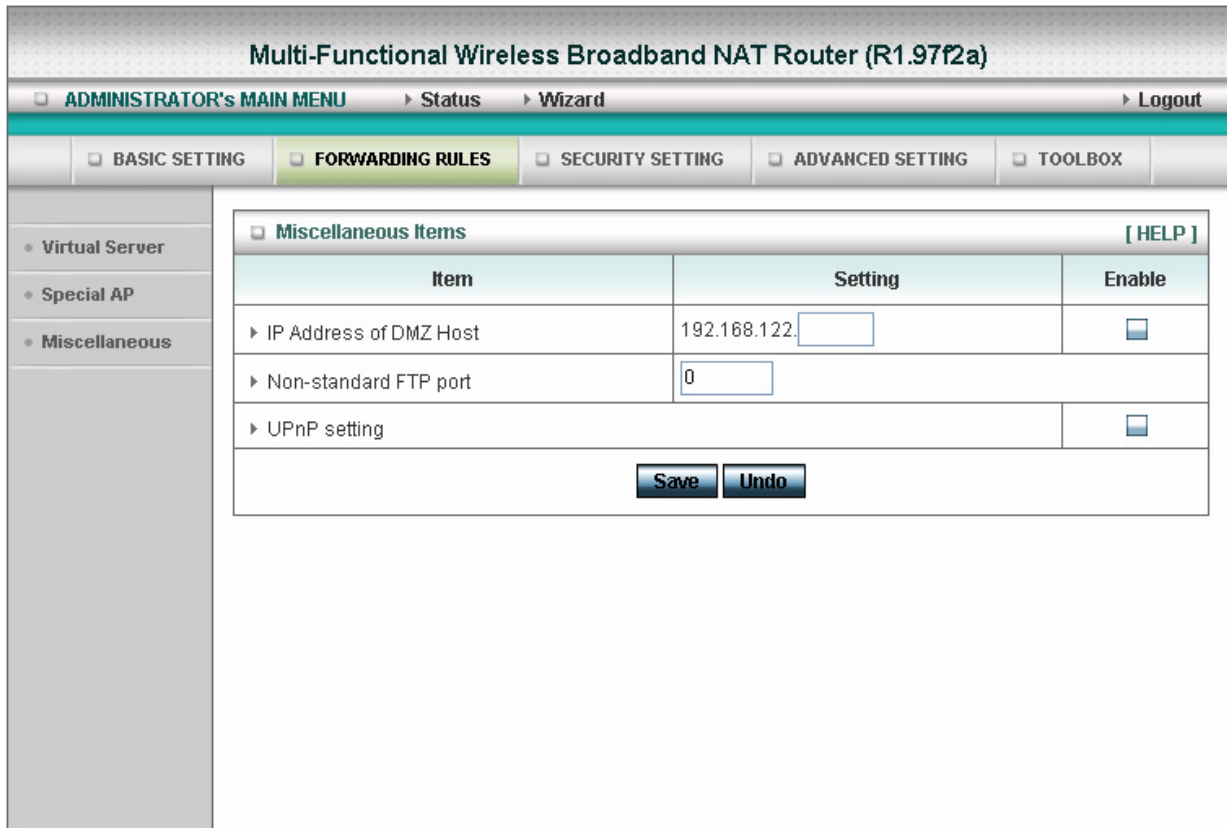 Multi-Functional Wireless Broadband NAT Router (R1.97f2a)
ADMINISTRATOR's MAIN MENU Status Wizard Logout
BASIC SETTING FORWARDING RULES SECURITY SETTING ADVANCED SETTING TOOLBOX
Virtual Server
Special AP
Miscellaneous
Miscellaneous Items [ HELP ]
Item Setting Enable
IP Address of DMZ Host 192.168.122.
Non-standard FTP port 0
UPnP setting
Save Undo